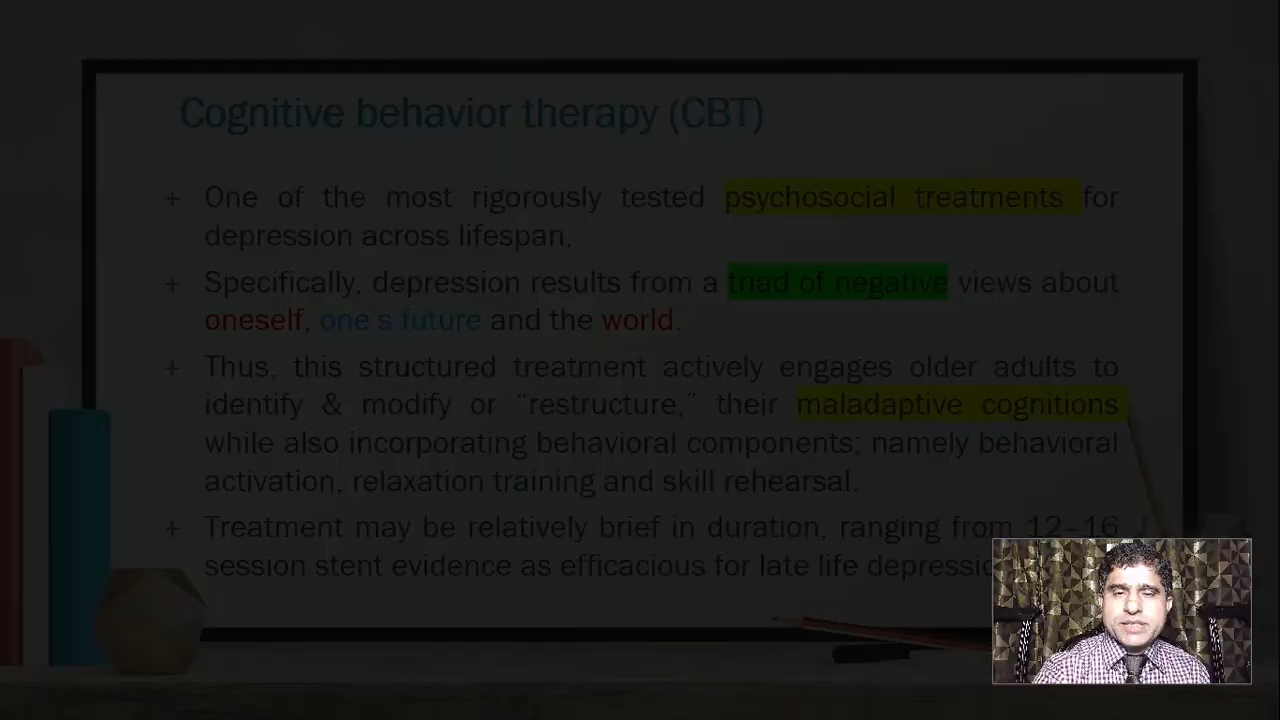 Cognitive behavior therapy (CBT)
+ One of the most rigorously tested psychosocial treatments for
depression across lifespan,
+ Specifically, depression results from a triad of negative views about
oneself, one's future and the world.
+ Thus, this structured treatment actively engages older adults to
identify & modify or “restructure,” their maladaptive cognitions
while also incorporating behavioral components; namely behavioral
activation, relaxation training and skill rehearsal.
+ Treatment may be relatively brief in duration, ranging from 12–16
session stent evidence as efficacious for late life